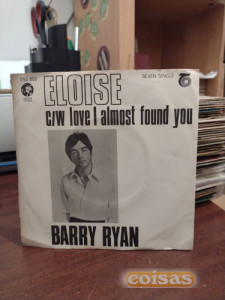 SEVEN SINGLE
ELOISE
c/w love I almost found you
BARRY RYAN
coisas